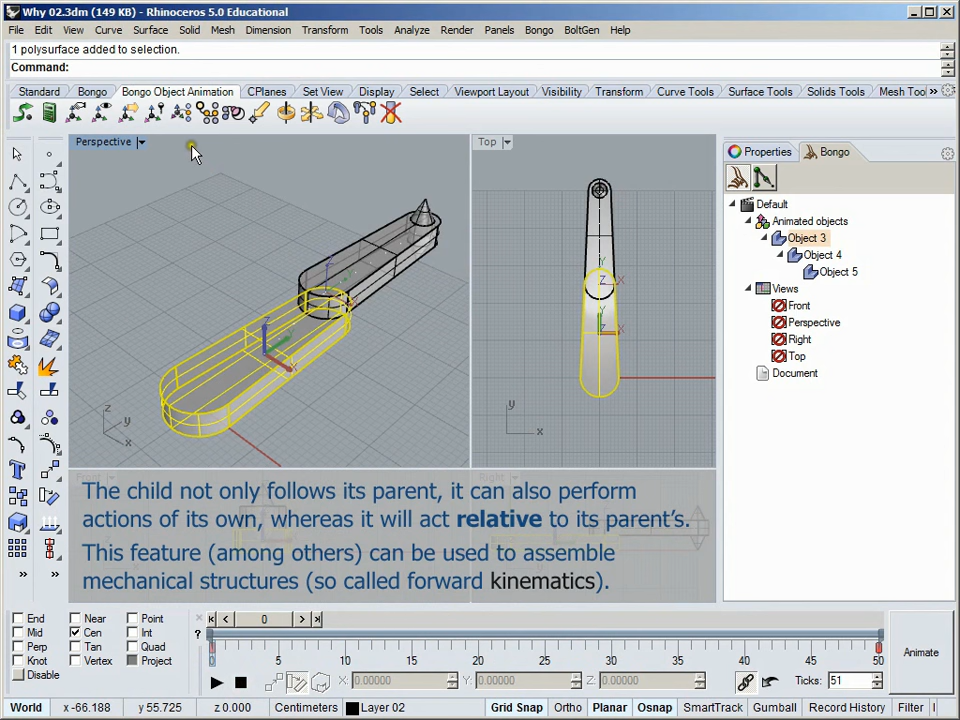 Why 02.3dm (149 KB) - Rhinoceros 5.0 Educational
File Edit View Curve Surface Solid Mesh Dimension Transform Tools Analyze Render Panels Bongo BoltGen Help
1 polysurface added to selection.
Command:
Standard Bongo Bongo Object Animation CPlanes Set View Display Select Viewport Layout Visibility Transform Curve Tools Surface Tools Solids Tools Mesh Too »
Perspective
Top
Properties Bongo
Default
Animated objects
Object 3
Object 4
Object 5
Views
Front
Perspective
Right
Top
Document
z
y
x
Z
Y
X
Y
Z X
Y
X
y
x
The child not only follows its parent, it can also perform
actions of its own, whereas it will act relative to its parent's.
This feature (among others) can be used to assemble
mechanical structures (so called forward kinematics).
» »
End Near Point
Mid Cen Int
Perp Tan Quad
Knot Vertex Project
Disable
0
?
0 5 10 15 20 25 30 35 40 45 50
X: 0.00000 Y: 0.00000 Z: 0.00000
Ticks: 51
Animate
World x -66.188 y 55.725 z 0.000 Centimeters Layer 02 Grid Snap Ortho Planar Osnap SmartTrack Gumball Record History Filter